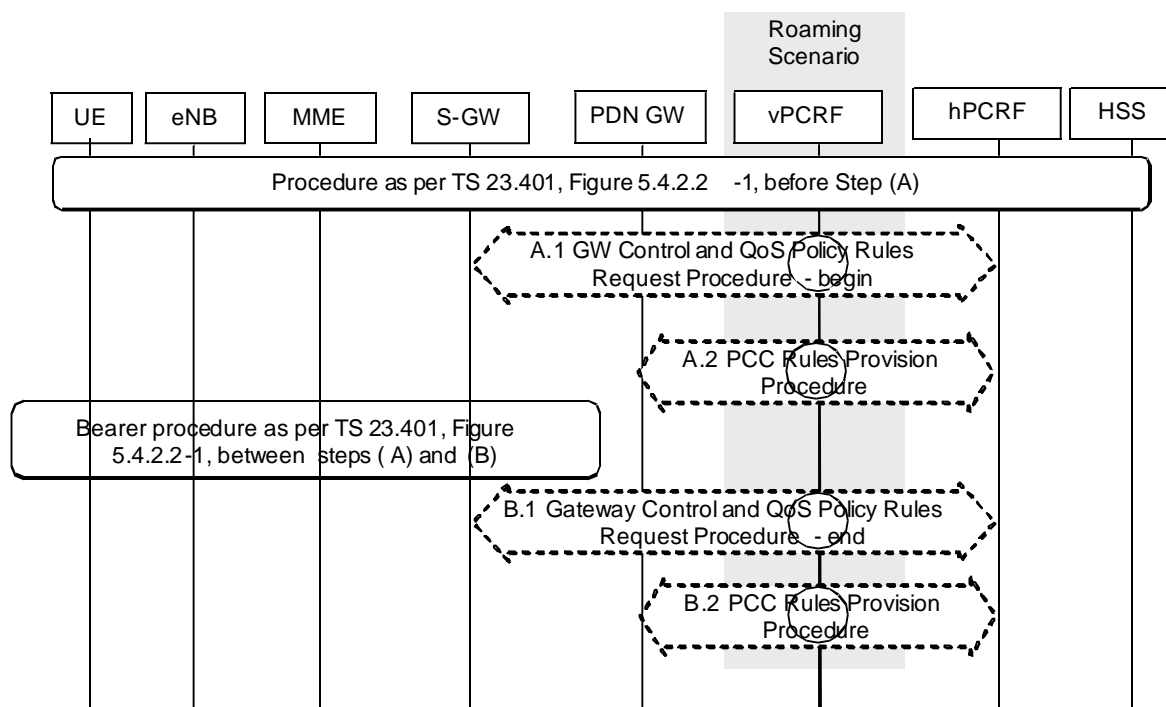 Roaming
Scenario
UE
eNB
MME
S-GW
PDN GW
vPCRF
hPCRF
HSS
Procedure as per TS 23.401, Figure 5.4.2.2 -1, before Step (A)
A.1 GW Control and QoS Policy Rules
Request Procedure - begin
A.2 PCC Rules Provision
Procedure
Bearer procedure as per TS 23.401, Figure
5.4.2.2-1, between steps ( A) and (B)
B.1 Gateway Control and QoS Policy Rules
Request Procedure - end
B.2 PCC Rules Provision
Procedure